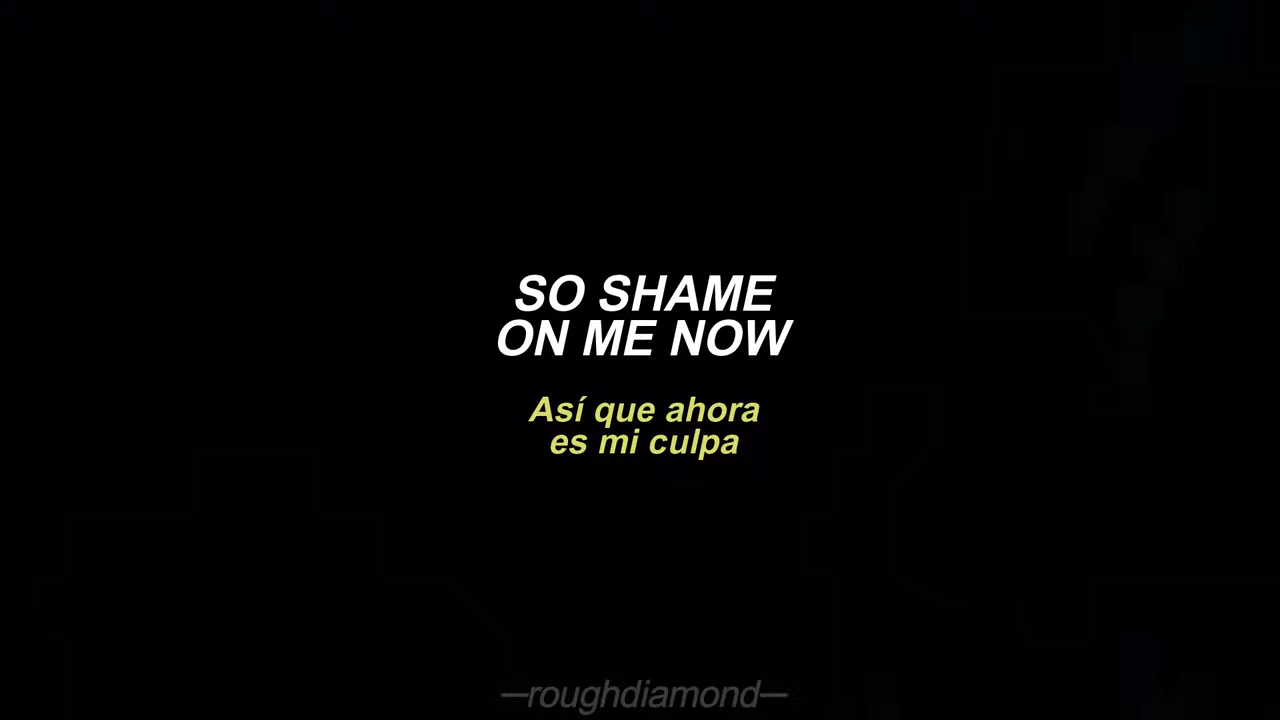 SO SHAME
ON ME NOW
Así que ahora
es mi culpa
—roughdiamond—